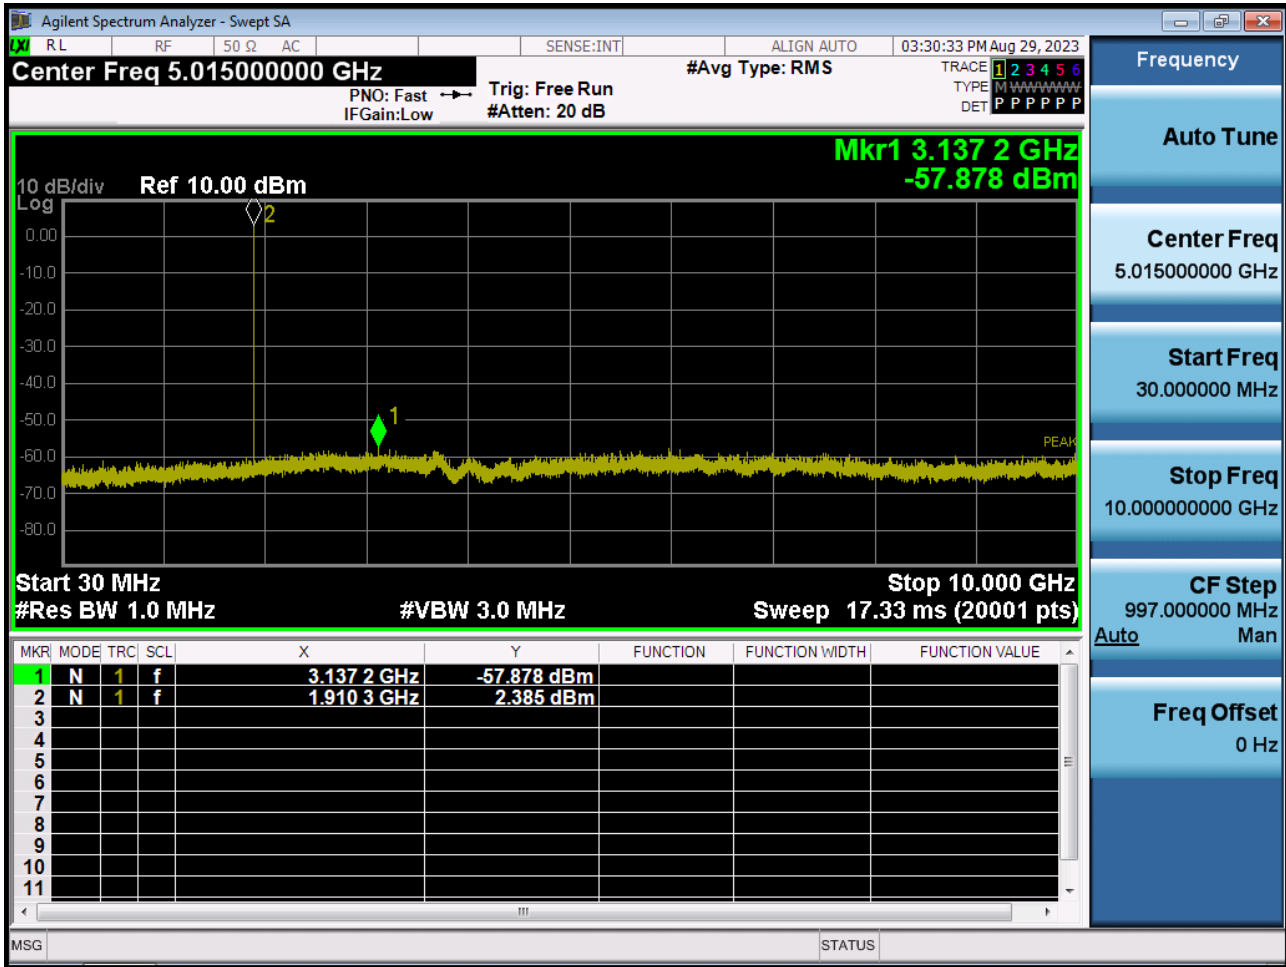 Agilent Spectrum Analyzer - Swept SA
LXI RL RF 50 Ω AC SENSE:INT ALIGN AUTO 03:30:33 PM Aug 29, 2023
Center Freq 5.015000000 GHz
PNO: Fast
IFGain:Low
Trig: Free Run
#Atten: 20 dB
#Avg Type: RMS
TRACE 1 2 3 4 5 6
TYPE M W W W W W
DET P P P P P P
Mkr1 3.137 2 GHz
-57.878 dBm
10 dB/div Ref 10.00 dBm
Log
2
0.00
-10.0
-20.0
-30.0
-40.0
-50.0
1
PEAK
-60.0
-70.0
-80.0
Start 30 MHz Stop 10.000 GHz
#Res BW 1.0 MHz #VBW 3.0 MHz Sweep 17.33 ms (20001 pts)
MKR MODE TRC SCL X Y FUNCTION FUNCTION WIDTH FUNCTION VALUE
1 N 1 f 3.137 2 GHz -57.878 dBm
2 N 1 f 1.910 3 GHz 2.385 dBm
3
4
5
6
7
8
9
10
11
MSG STATUS
Frequency
Auto Tune
Center Freq
5.015000000 GHz
Start Freq
30.000000 MHz
Stop Freq
10.000000000 GHz
CF Step
997.000000 MHz
Auto Man
Freq Offset
0 Hz